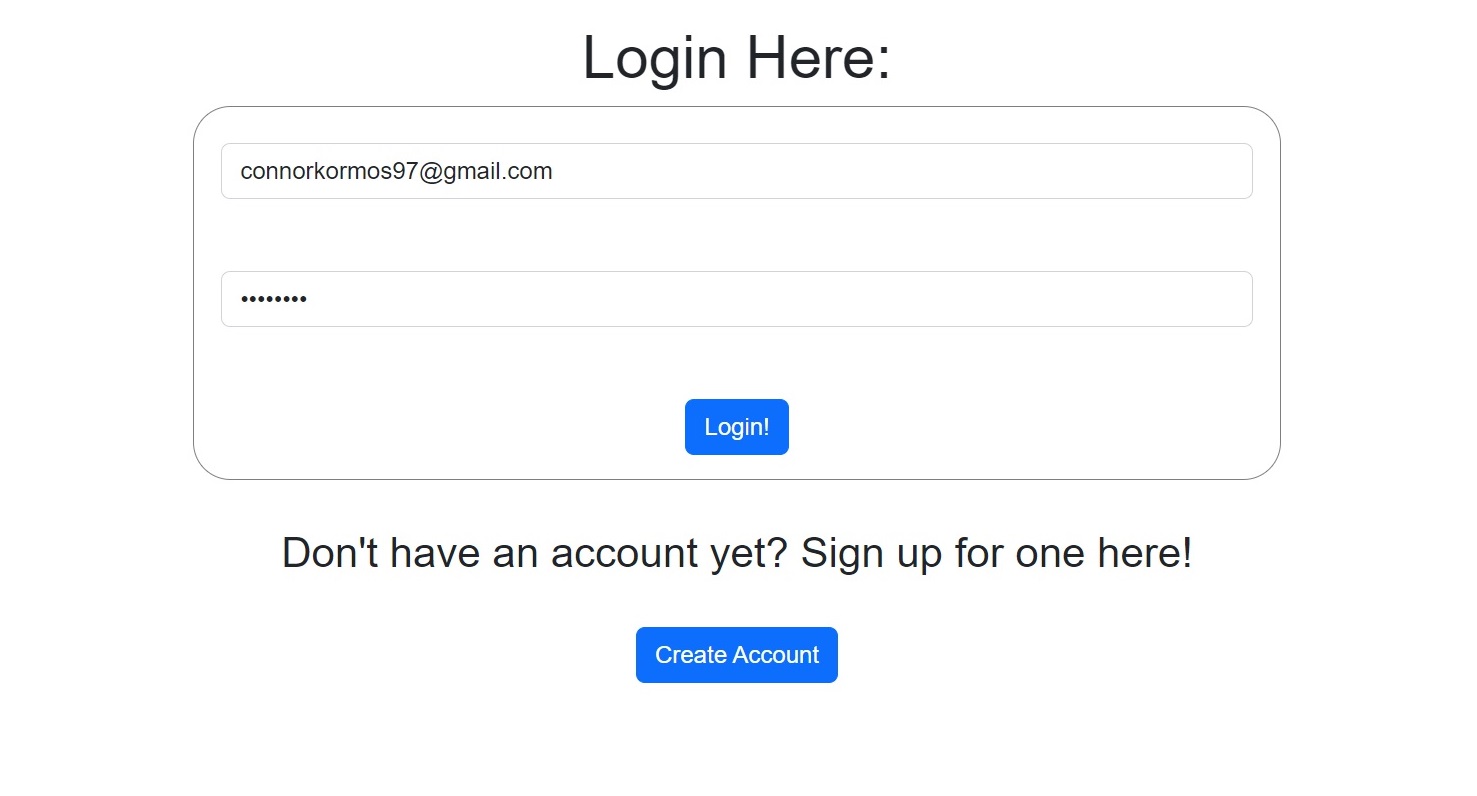 Login Here:
connorkormos97@gmail.com
••••••••
Login!
Don't have an account yet? Sign up for one here!
Create Account